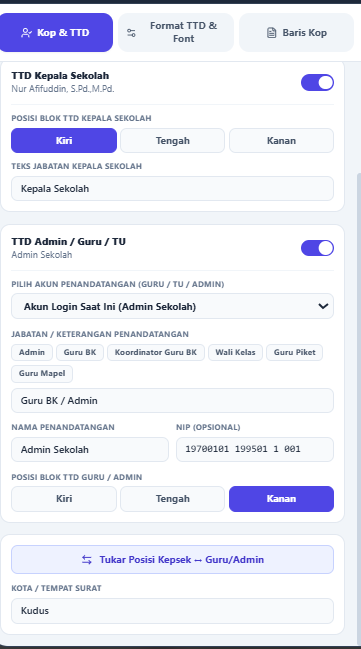 Kop & TTD
Format TTD &
Font
Baris Kop
TTD Kepala Sekolah
Nur Afifuddin, S.Pd.,M.Pd.
POSISI BLOK TTD KEPALA SEKOLAH
Kiri
Tengah
Kanan
TEKS JABATAN KEPALA SEKOLAH
Kepala Sekolah
TTD Admin / Guru / TU
Admin Sekolah
PILIH AKUN PENANDATANGAN (GURU / TU / ADMIN)
Akun Login Saat Ini (Admin Sekolah)
JABATAN / KETERANGAN PENANDATANGAN
Admin
Guru BK
Koordinator Guru BK
Wali Kelas
Guru Piket
Guru Mapel
Guru BK / Admin
NAMA PENANDATANGAN
NIP (OPSIONAL)
Admin Sekolah
19700101 199501 1 001
POSISI BLOK TTD GURU / ADMIN
Kiri
Tengah
Kanan
Tukar Posisi Kepsek ↔ Guru/Admin
KOTA / TEMPAT SURAT
Kudus